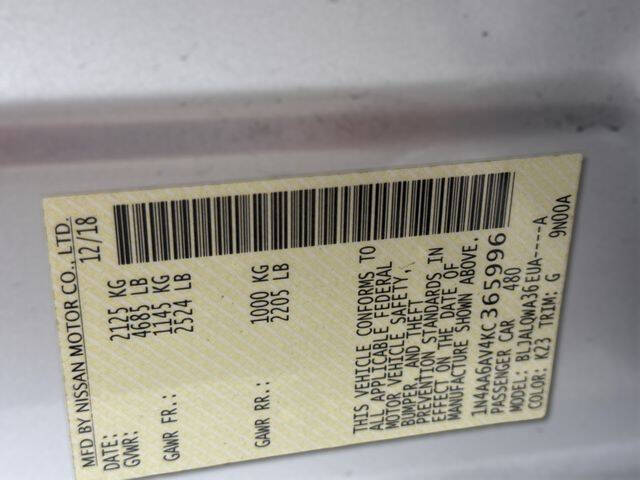 MFD BY NISSAN MOTOR CO., LTD.
DATE: 12/18
GVWR: 2125 KG
4685 LB
GAWR FR.: 1145 KG
2524 LB
GAWR RR.: 1000 KG
2205 LB
THIS VEHICLE CONFORMS TO
ALL APPLICABLE FEDERAL
MOTOR VEHICLE SAFETY,
BUMPER, AND THEFT
PREVENTION STANDARDS IN
EFFECT ON THE DATE OF
MANUFACTURE SHOWN ABOVE.
1N4AA6AV4KC365996
PASSENGER CAR 480
MODEL: BLJALOWA36EUA----A
COLOR: K23 TRIM: G 9N00A